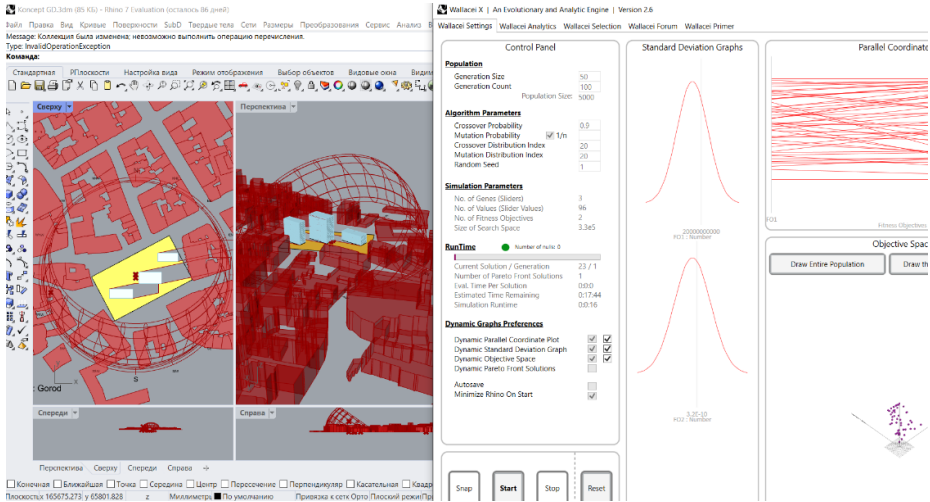 Koncept GD.3dm (85 КБ) - Rhino 7 Evaluation (осталось 86 дней)
Файл Правка Вид Кривые Поверхности SubD Твердые тела Сети Размеры Преобразования Сервис Анализ
Message: Коллекция была изменена; невозможно выполнить операцию перечисления.
Type: InvalidOperationException
Команда:
Стандартная РПлоскости Настройка вида Режим отображения Выбор объектов Видовые окна Видим
Сверху
Перспектива
: Gorod
S
X
Спереди
Справа
Перспектива Сверху Спереди Справа
Конечная Ближайшая Точка Середина Центр Пересечение Перпендикуляр Касательная Квадр
Плоскость x 165675.273 y 65801.828 z Миллиметры По умолчанию Привязка к сетке Орто Плоский режим
Wallacei X | An Evolutionary and Analytic Engine | Version 2.6
Wallacei Settings Wallacei Analytics Wallacei Selection Wallacei Forum Wallacei Primer
Control Panel
Population
Generation Size 50
Generation Count 100
Population Size: 5000
Algorithm Parameters
Crossover Probability 0.9
Mutation Probability 1/n
Crossover Distribution Index 20
Mutation Distribution Index 20
Random Seed 1
Simulation Parameters
No. of Genes (Sliders) 3
No. of Values (Slider Values) 96
No. of Fitness Objectives 2
Size of Search Space 3.3e5
RunTime Number of nulls: 0
Current Solution / Generation 23 / 1
Number of Pareto Front Solutions 1
Eval. Time Per Solution 0:0:0
Estimated Time Remaining 0:17:44
Simulation Runtime 0:0:16
Dynamic Graphs Preferences
Dynamic Parallel Coordinate Plot
Dynamic Standard Deviation Graph
Dynamic Objective Space
Dynamic Pareto Front Solutions
Autosave
Minimize Rhino On Start
Snap Start Stop Reset
Standard Deviation Graphs
20000000000
FO1 : Number
3.2E-10
FO2 : Number
Parallel Coordinate
FO1
Fitness Objectives
Objective Spac
Draw Entire Population Draw th